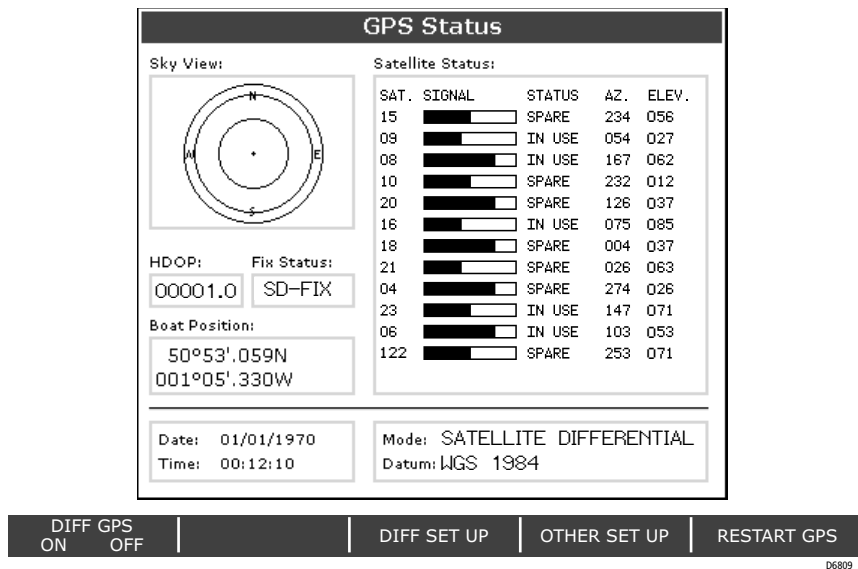 GPS Status
Sky View:
N
W
E
S
HDOP:
Fix Status:
00001.0
SD-FIX
Boat Position:
50°53'.059N
001°05'.330W
Satellite Status:
SAT. SIGNAL STATUS AZ. ELEV.
15 SPARE 234 056
09 IN USE 054 027
08 IN USE 167 062
10 SPARE 232 012
20 SPARE 126 037
16 IN USE 075 085
18 SPARE 004 037
21 SPARE 026 063
04 SPARE 274 026
23 IN USE 147 071
06 IN USE 103 053
122 SPARE 253 071
Date: 01/01/1970
Time: 00:12:10
Mode: SATELLITE DIFFERENTIAL
Datum: WGS 1984
DIFF GPS
ON OFF
DIFF SET UP
OTHER SET UP
RESTART GPS
D6809